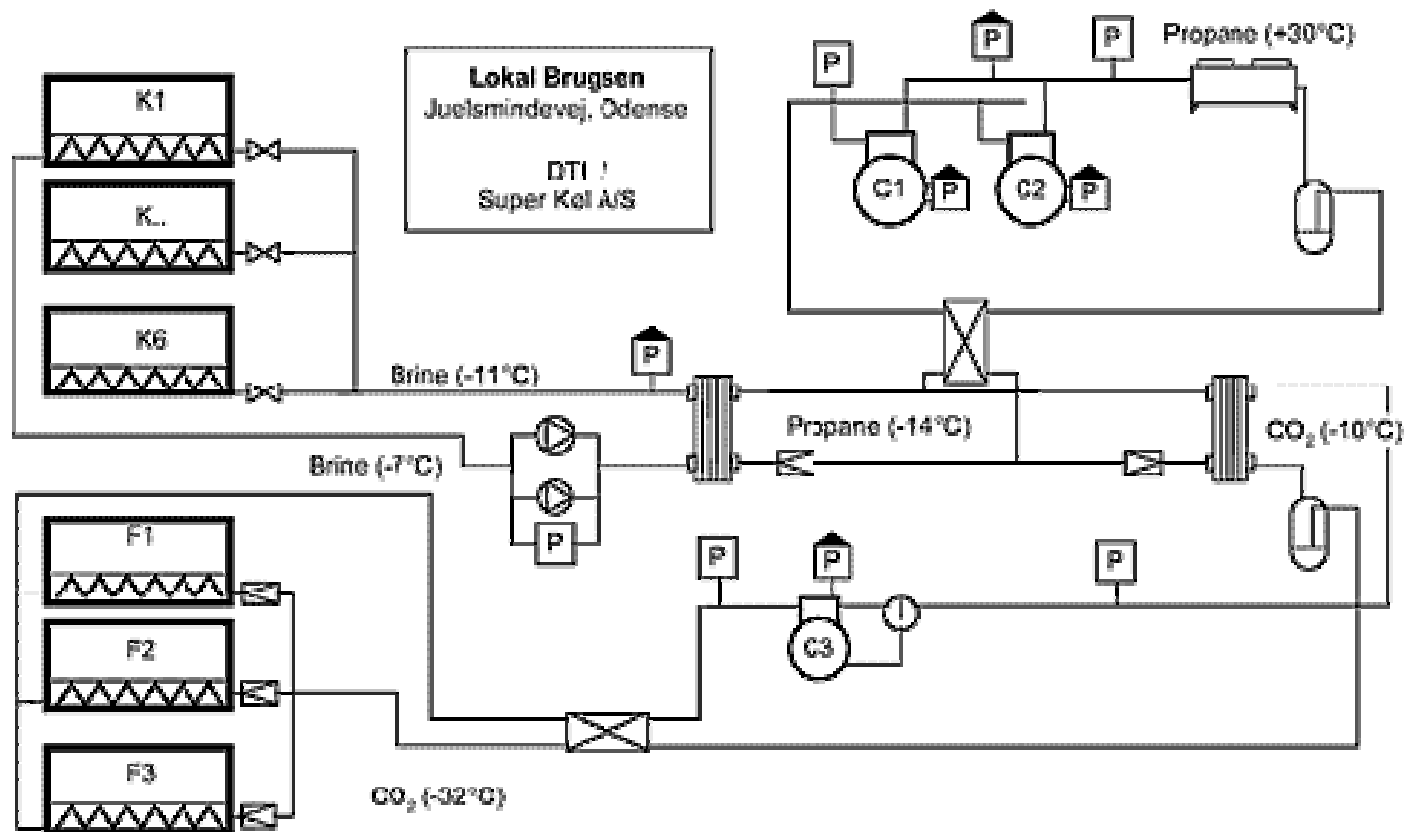 K1
K..
K6
Lokal Brugsen
Juelsmindevej, Odense
DTI /
Super Køl A/S
P
P
P
Propane (+30°C)
C1
P
C2
P
P
Brine (-11°C)
Propane (-14°C)
CO₂ (-10°C)
Brine (-7°C)
P
F1
F2
F3
P
P
P
C3
CO₂ (-32°C)